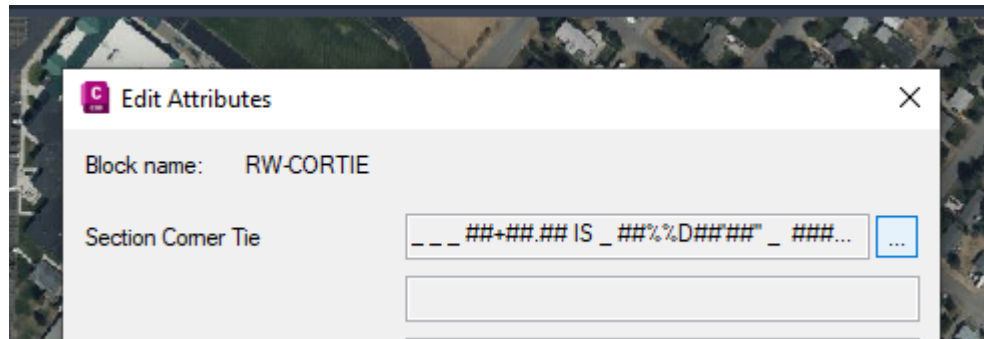 Edit Attributes
Block name: RW-CORTIE
Section Corner Tie
_ _ _ ##+##.## IS _ ##%%D##'##" _ ###...
...